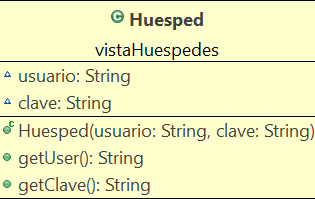 Huesped
vistaHuespedes
usuario: String
clave: String
Huesped(usuario: String, clave: String)
getUser(): String
getClave(): String